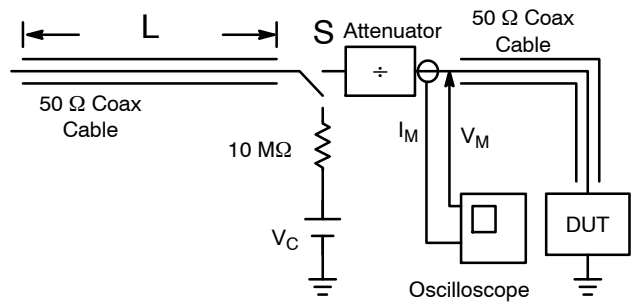 L
S
Attenuator
÷
50 Ω Coax
Cable
50 Ω Coax
Cable
10 MΩ
V_C
I_M
V_M
DUT
Oscilloscope